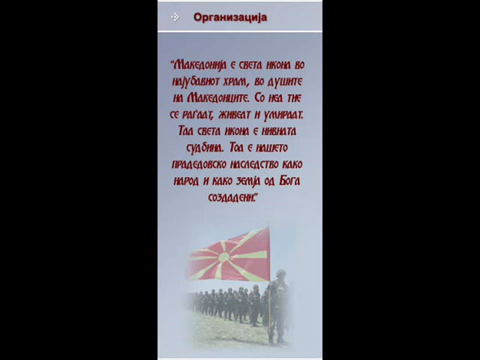 Организација
"Македонија е света икона во
најубавиот храм, во душите
на Македонците. Со неа тие
се раѓаат, живеат и умираат.
Таа света икона е нивната
судбина. Тоа е нашето
прадедовско наследство како
народ и како земја од Бога
создадени."